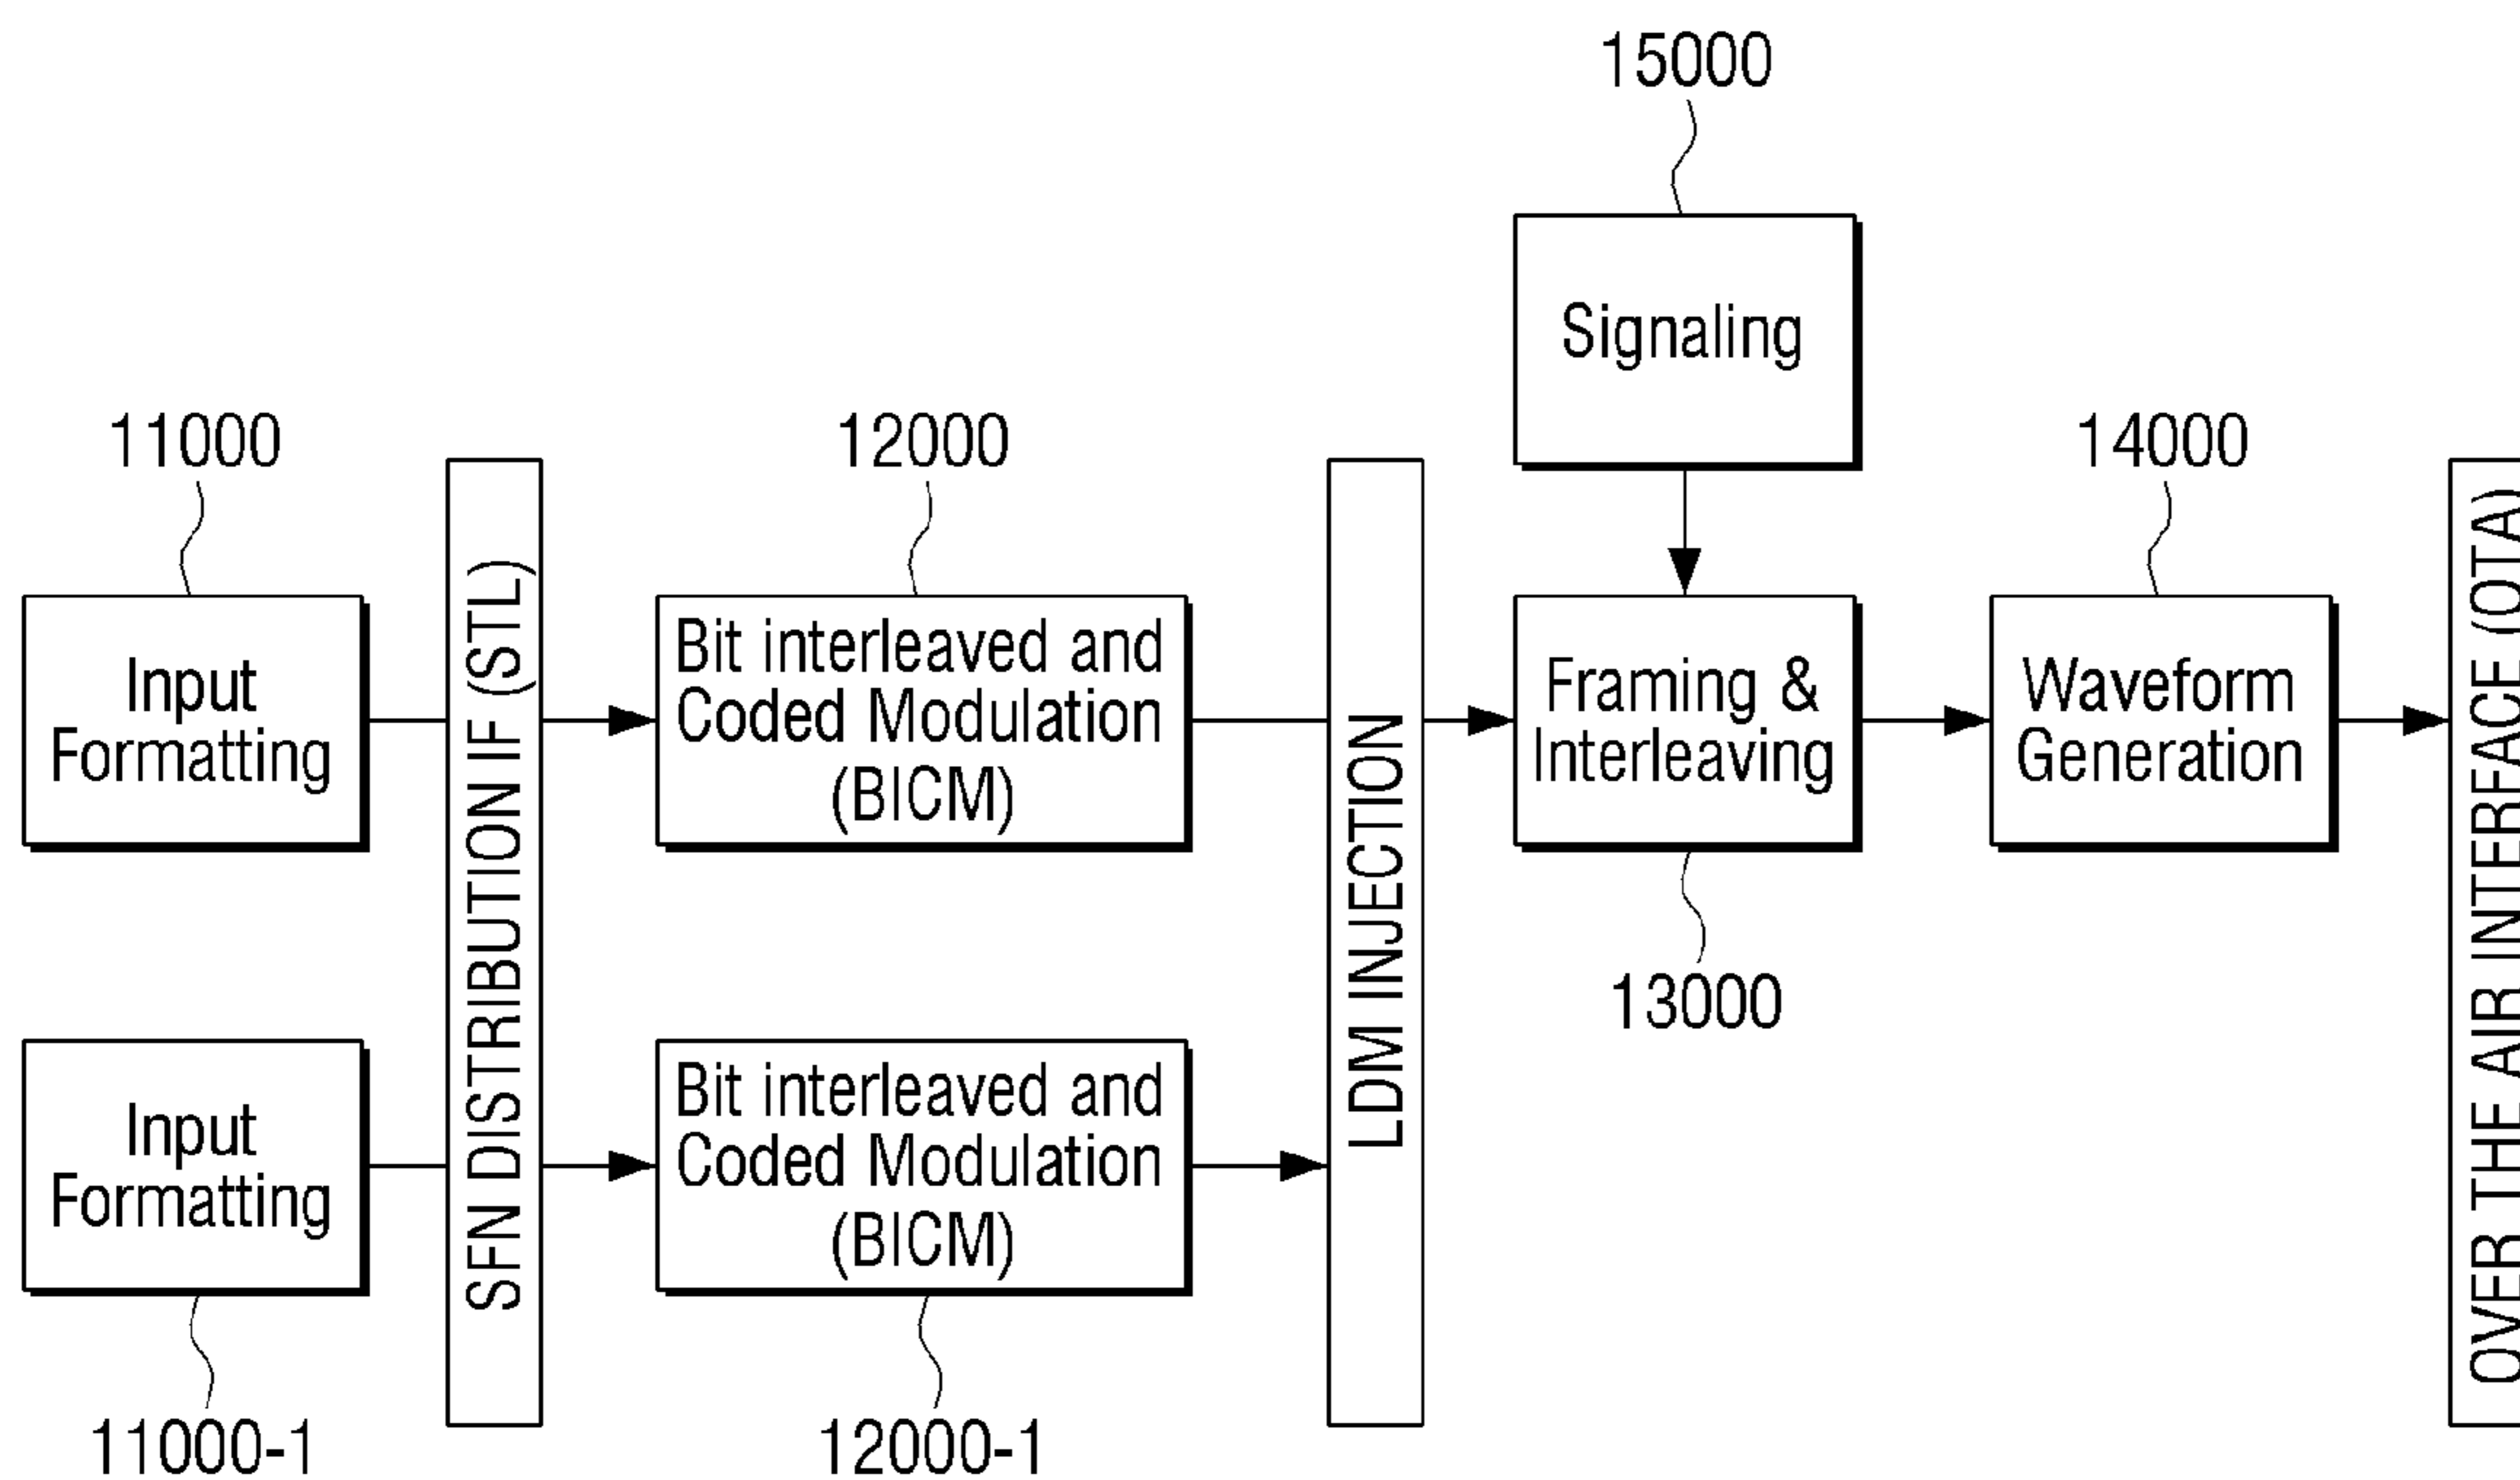 15000
Signaling
11000
12000
14000
Input
Formatting
SFN DISTRIBUTION IF (STL)
Bit interleaved and
Coded Modulation
(BICM)
LDM INJECTION
Framing &
Interleaving
Waveform
Generation
OVER THE AIR INTERFACE (OTA)
13000
Input
Formatting
Bit interleaved and
Coded Modulation
(BICM)
11000-1
12000-1